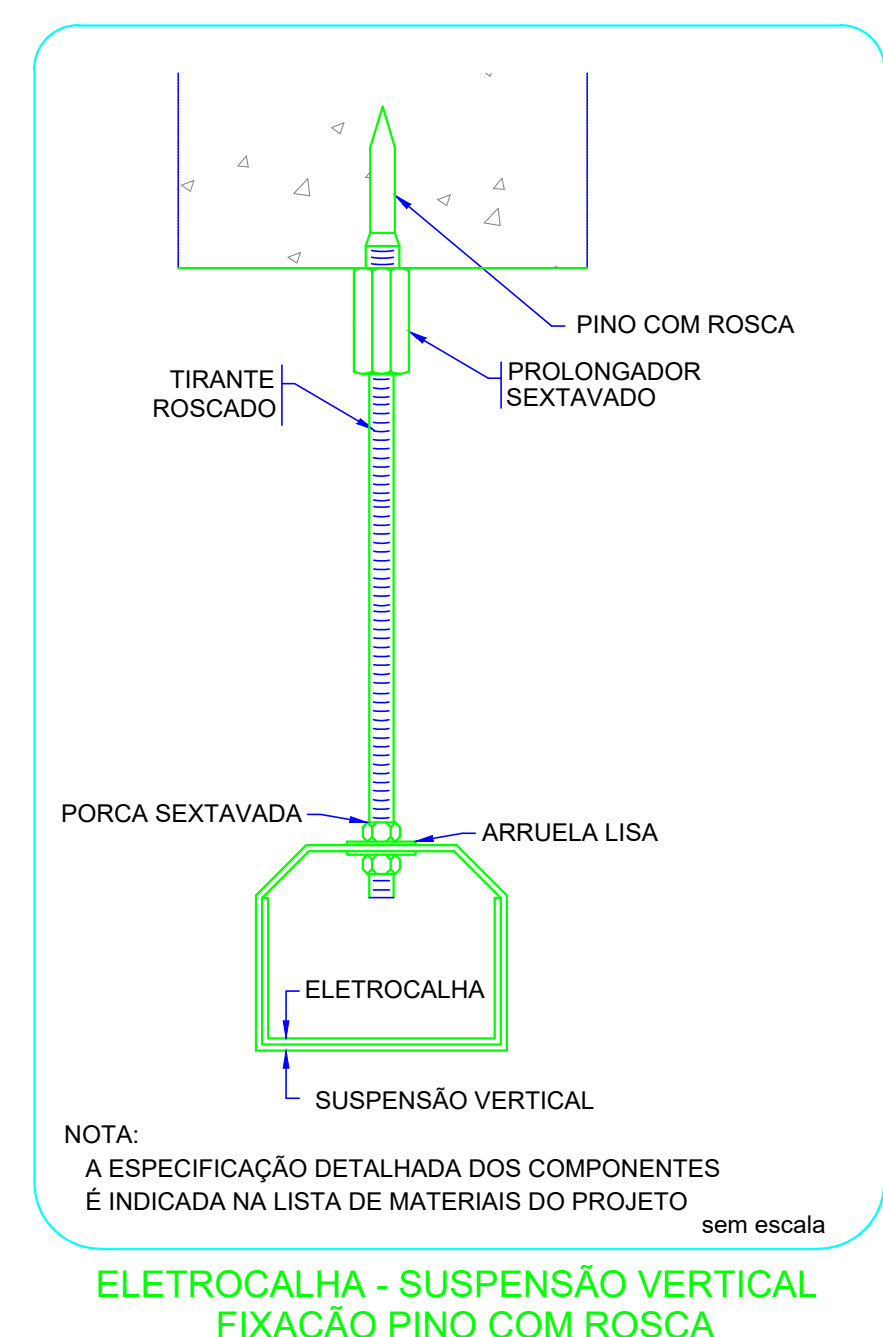 PINO COM ROSCA
PROLONGADOR
SEXTAVADO
TIRANTE
ROSCADO
PORCA SEXTAVADA
ARRUELA LISA
ELETROCALHA
SUSPENSÃO VERTICAL
NOTA:
A ESPECIFICAÇÃO DETALHADA DOS COMPONENTES
É INDICADA NA LISTA DE MATERIAIS DO PROJETO
sem escala
ELETROCALHA - SUSPENSÃO VERTICAL
FIXAÇÃO PINO COM ROSCA